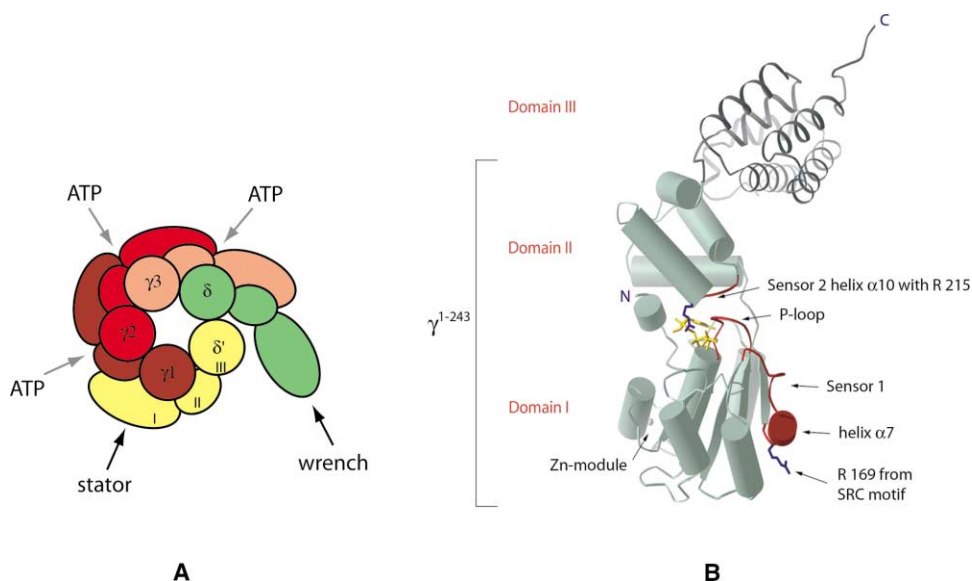 ATP
ATP
γ3
δ
γ2
δ'
ATP
γ1
III
II
I
stator
wrench
A
C
Domain III
γ1-243
Domain II
N
Sensor 2 helix α10 with R 215
P-loop
Domain I
Sensor 1
helix α7
Zn-module
R 169 from
SRC motif
B